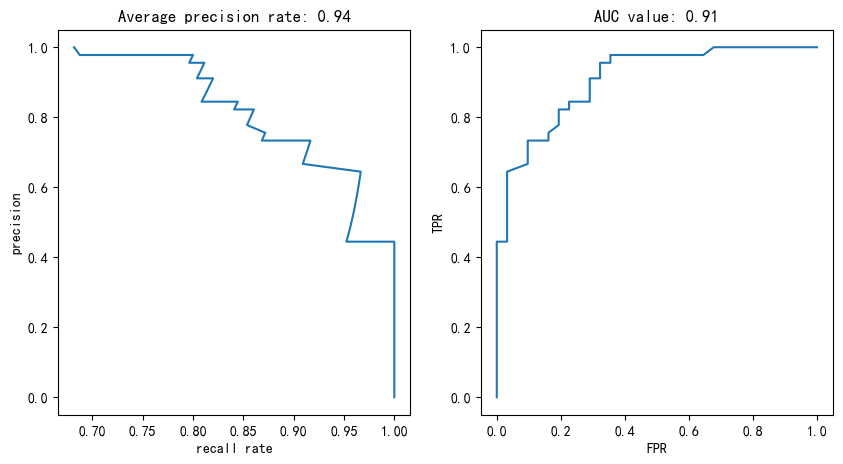 Average precision rate: 0.94
precision
1.0
0.8
0.6
0.4
0.2
0.0
0.70 0.75 0.80 0.85 0.90 0.95 1.00
recall rate
AUC value: 0.91
TPR
1.0
0.8
0.6
0.4
0.2
0.0
0.0 0.2 0.4 0.6 0.8 1.0
FPR